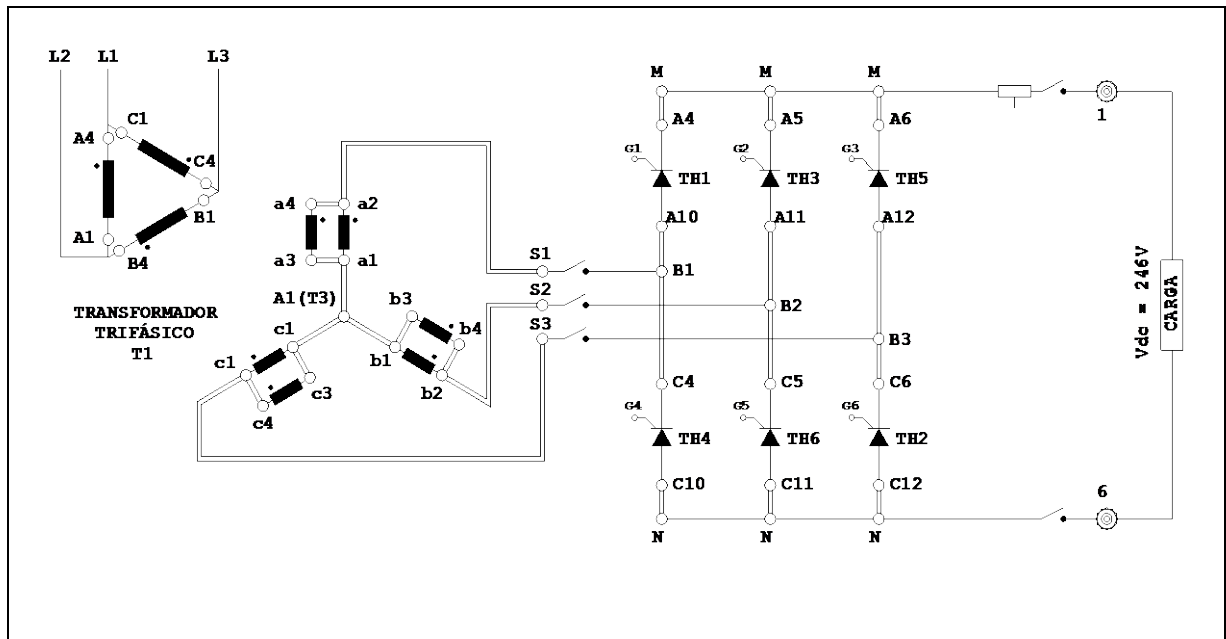 L2 L1 L3
M M M
A4 C1
A4 A5 A6
1
G1 G2 G3
C4
TH1 TH3 TH5
B1
a4 a2
A10 A11 A12
A1
B4
a3 a1
S1
B1
TRANSFORMADOR
TRIFÁSICO
T1
A1(T3)
b3
S2
B2
c1
b4
S3
B3
Vdc = 246V
CARGA
c1
b1
c3
b2
C4 C5 C6
c4
G4 G5 G6
TH4 TH6 TH2
C10 C11 C12
6
N N N